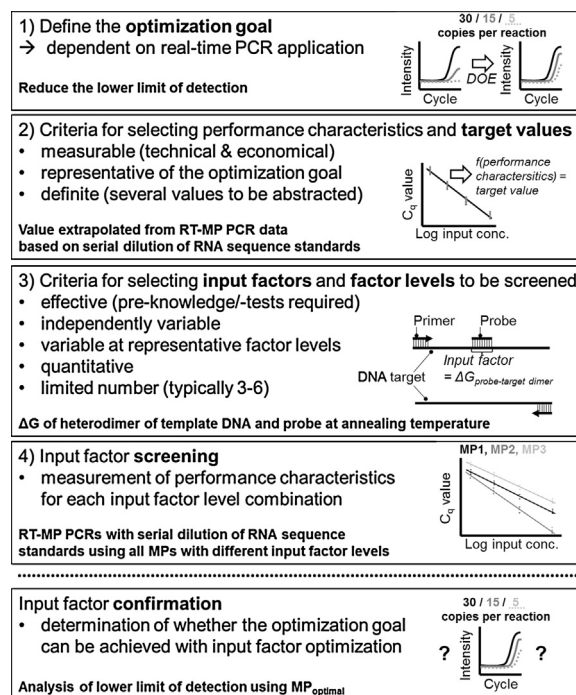 1) Define the optimization goal
→ dependent on real-time PCR application
Reduce the lower limit of detection
30 / 15 / 5
copies per reaction
Intensity
Cycle
DOE
Intensity
Cycle
2) Criteria for selecting performance characteristics and target values
• measurable (technical & economical)
• representative of the optimization goal
• definite (several values to be abstracted)
Value extrapolated from RT-MP PCR data
based on serial dilution of RNA sequence standards
Cq value
Log input conc.
f(performance
charactersitics) =
target value
3) Criteria for selecting input factors and factor levels to be screened
• effective (pre-knowledge/-tests required)
• independently variable
• variable at representative factor levels
• quantitative
• limited number (typically 3-6)
ΔG of heterodimer of template DNA and probe at annealing temperature
Primer
Probe
DNA target
Input factor
= ΔGprobe-target dimer
4) Input factor screening
• measurement of performance characteristics
for each input factor level combination
RT-MP PCRs with serial dilution of RNA sequence
standards using all MPs with different input factor levels
MP1, MP2, MP3
Cq value
Log input conc.
Input factor confirmation
• determination of whether the optimization goal
can be achieved with input factor optimization
Analysis of lower limit of detection using MPoptimal
30 / 15 / 5
copies per reaction
?
Intensity
Cycle
?